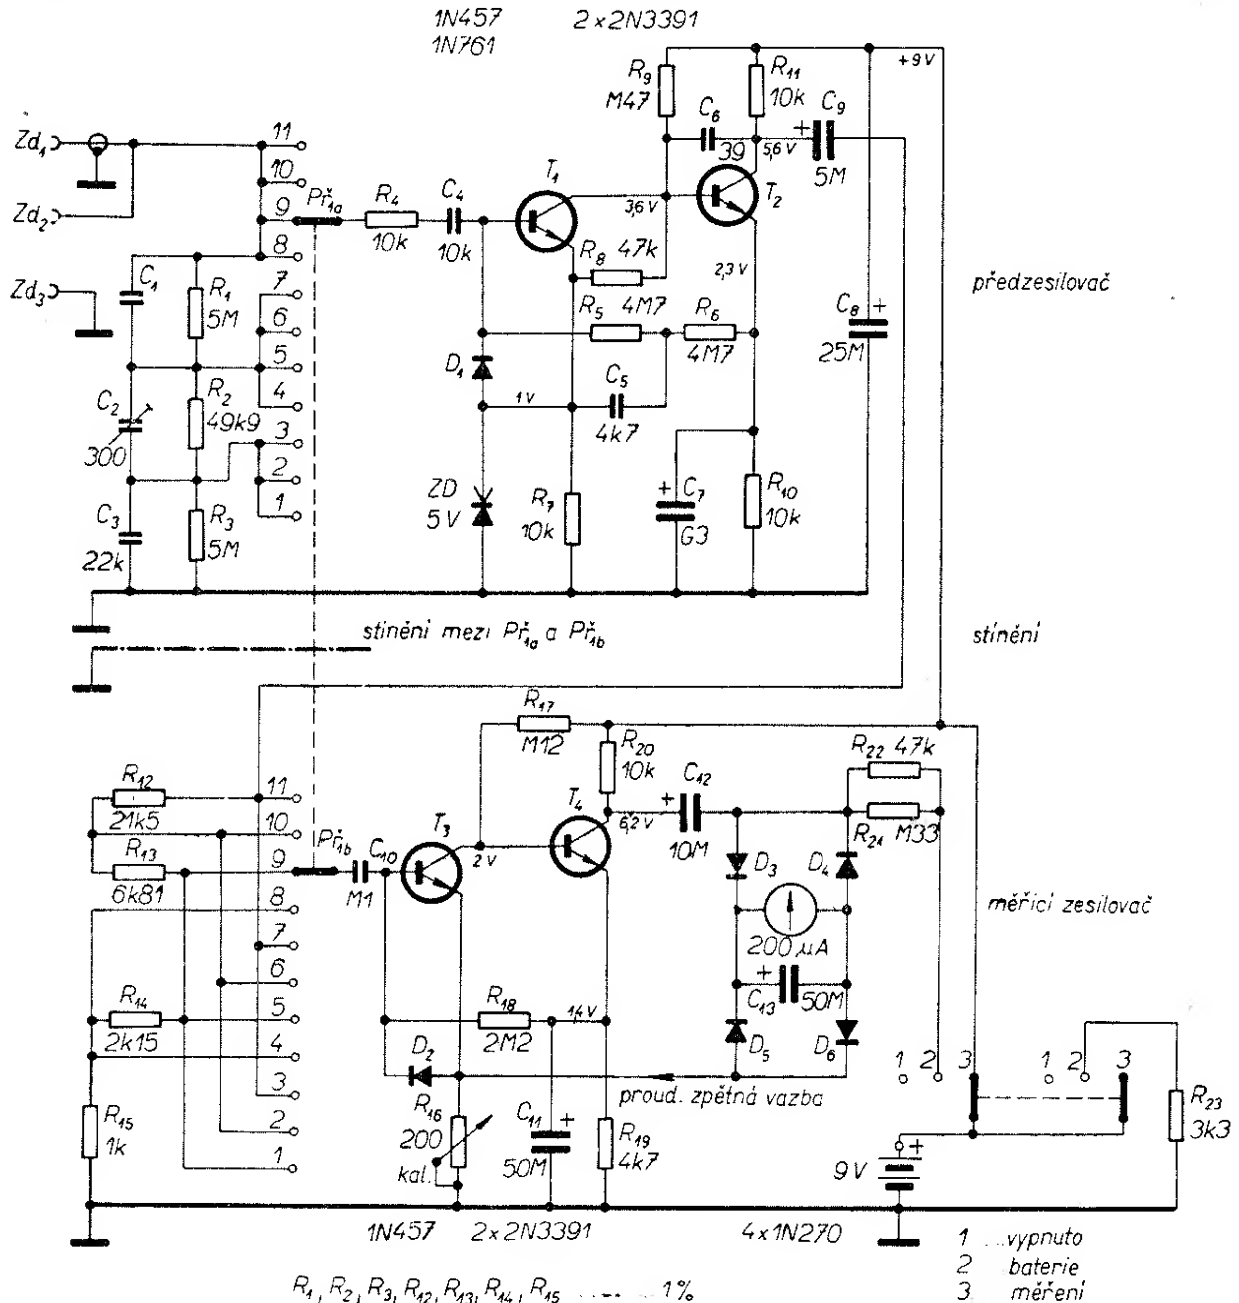 1N457 2×2N3391
1N761
R9 M47
R11 10k
+9V
C6 39
C9 5M
5,6 V
Zd1
Zd2
Zd3
11
10
9
8
7
6
5
4
3
2
1
Př1a
R4 10k
C4 10k
T1
T2
3,6 V
R8 47k
2,3 V
předzesilovač
C1
R1 5M
R5 4M7
R6 4M7
C8 + 25M
D1
C2 300
R2 49k9
1V
C5 4k7
ZD 5V
R7 10k
+ C7 G3
R10 10k
C3 22k
R3 5M
stínění mezi Př1a a Př1b
stínění
R17 M12
R20 10k
R22 47k
R12 21k5
11
10
9
8
7
6
5
4
3
2
1
R13 6k81
Př1b
C10 M1
T3
T4
2V
6,2V
+ C12 10M
R21 M33
D3
D4
200 µA
měřicí zesilovač
R14 2k15
R18 2M2
1,4V
+ C13 50M
D2
D5
D6
proud. zpětná vazba
R15 1k
R16 200 kal.
C11 + 50M
R19 4k7
1 2 3
1 2 3
R23 3k3
9V +
1N457 2×2N3391 4×1N270
1 ...vypnuto
2 baterie
3 měření
R1, R2, R3, R12, R13, R14, R15 ........ 1%